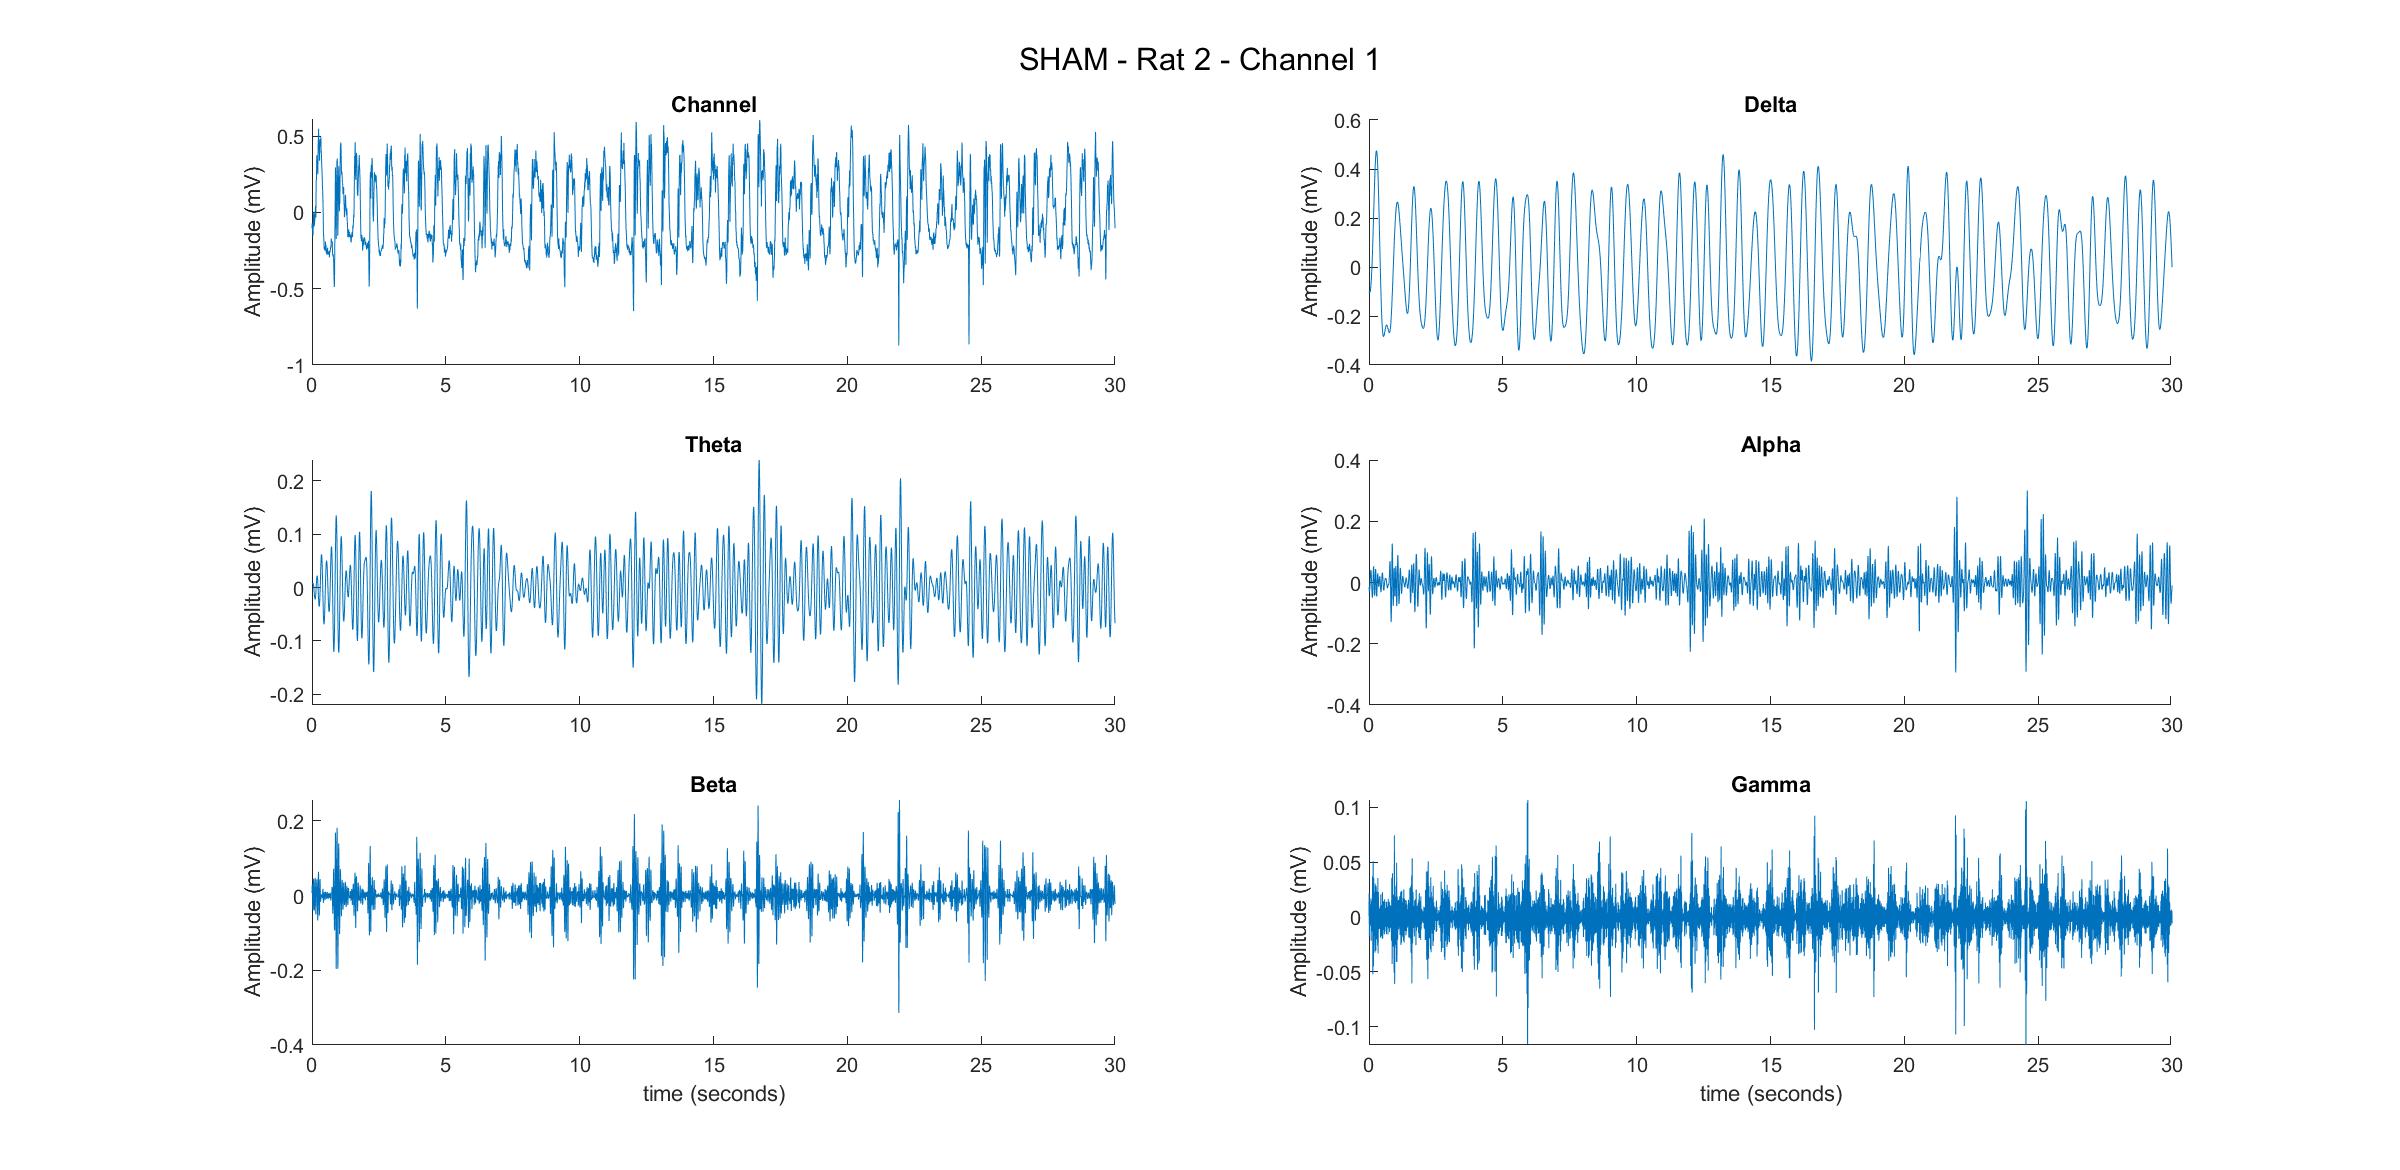 SHAM - Rat 2 - Channel 1
Channel
Amplitude (mV)
0.5
0
-0.5
-1
0 5 10 15 20 25 30
Delta
Amplitude (mV)
0.6
0.4
0.2
0
-0.2
-0.4
0 5 10 15 20 25 30
Theta
Amplitude (mV)
0.2
0.1
0
-0.1
-0.2
0 5 10 15 20 25 30
Alpha
Amplitude (mV)
0.4
0.2
0
-0.2
-0.4
0 5 10 15 20 25 30
Beta
Amplitude (mV)
0.2
0
-0.2
-0.4
0 5 10 15 20 25 30
time (seconds)
Gamma
Amplitude (mV)
0.1
0.05
0
-0.05
-0.1
0 5 10 15 20 25 30
time (seconds)